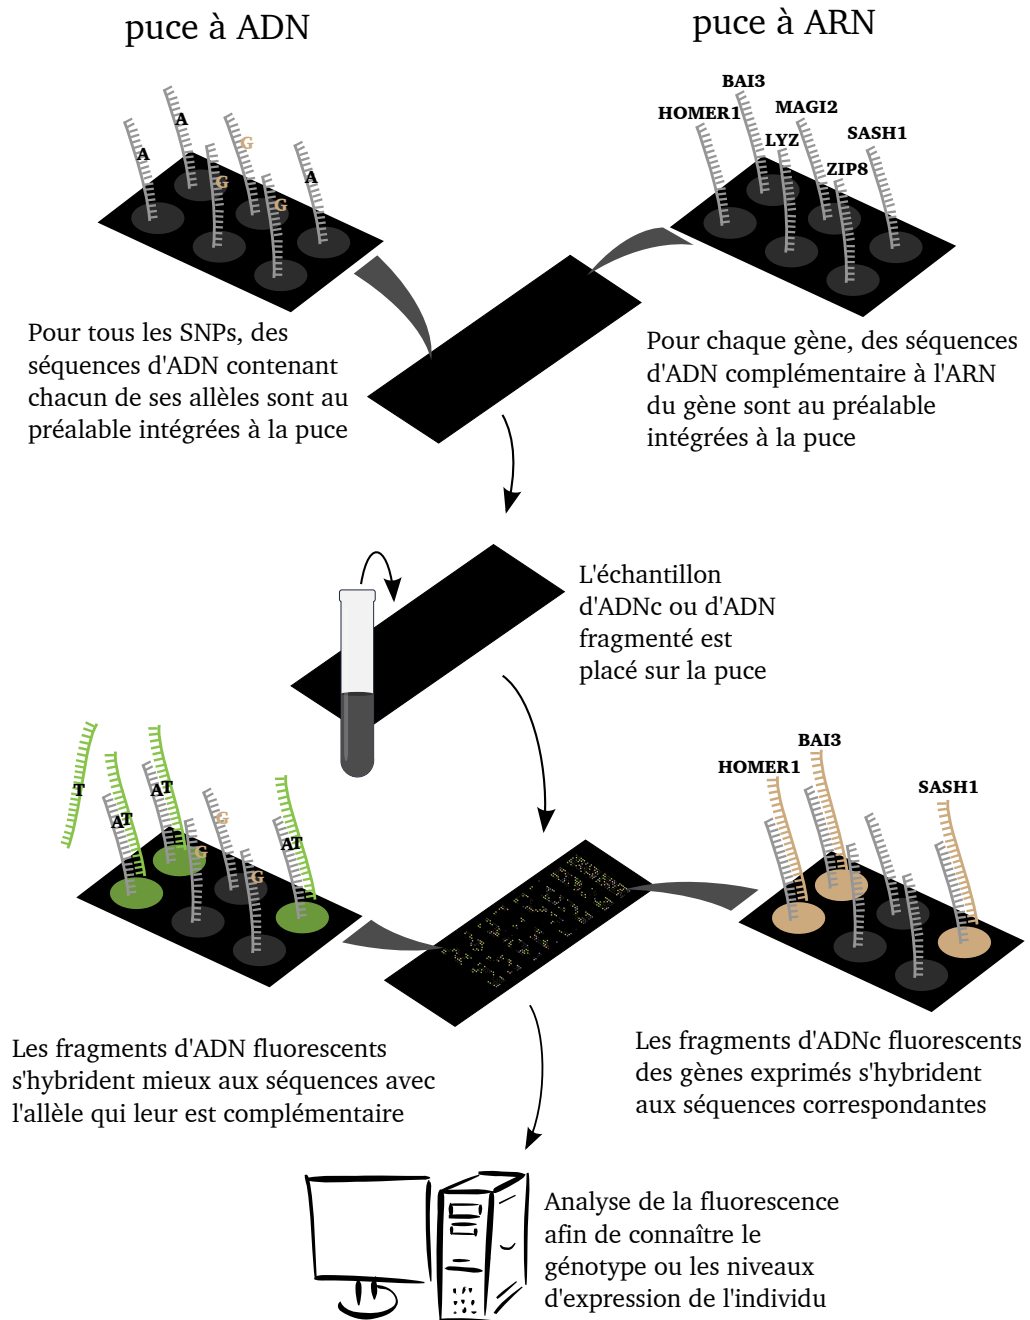 puce à ADN
puce à ARN
A
A
G
G
G
A
BAI3
HOMER1
MAGI2
LYZ
SASH1
ZIP8
Pour tous les SNPs, des
séquences d'ADN contenant
chacun de ses allèles sont au
préalable intégrées à la puce
Pour chaque gène, des séquences
d'ADN complémentaire à l'ARN
du gène sont au préalable
intégrées à la puce
L'échantillon
d'ADNc ou d'ADN
fragmenté est
placé sur la puce
T
AT
AT
G
G
G
AT
BAI3
HOMER1
SASH1
Les fragments d'ADN fluorescents
s'hybrident mieux aux séquences avec
l'allèle qui leur est complémentaire
Les fragments d'ADNc fluorescents
des gènes exprimés s'hybrident
aux séquences correspondantes
Analyse de la fluorescence
afin de connaître le
génotype ou les niveaux
d'expression de l'individu